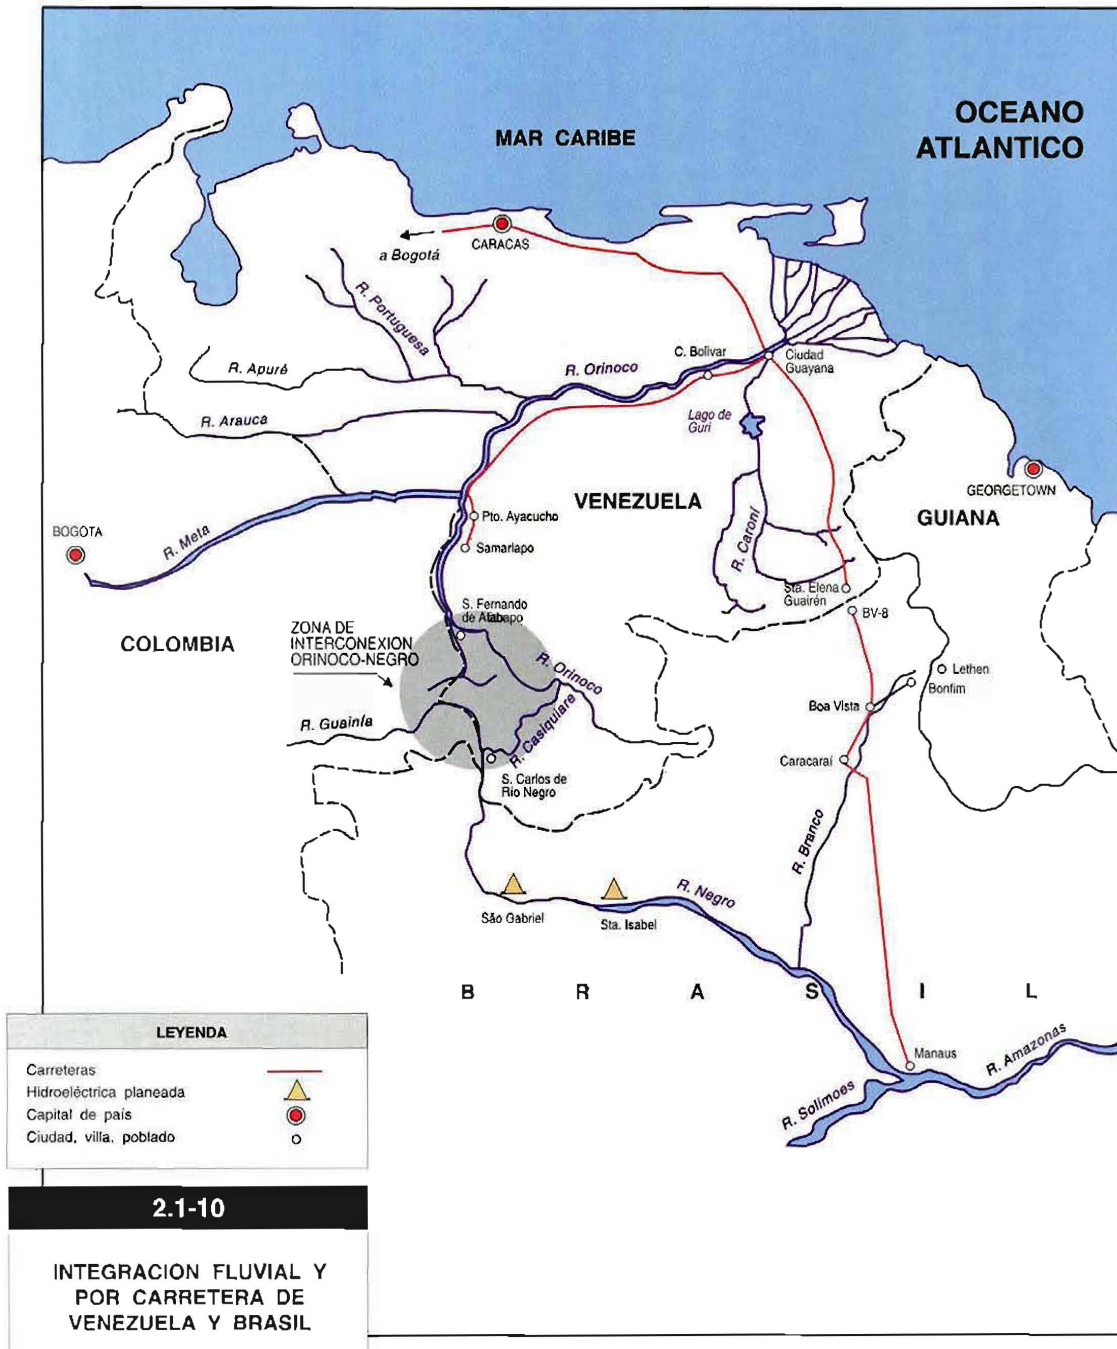 OCEANO
ATLANTICO
MAR CARIBE
CARACAS
a Bogotá
R. Portuguesa
C. Bolivar
Ciudad
Guayana
R. Orinoco
R. Apuré
R. Arauca
Lago de
Guri
GEORGETOWN
VENEZUELA
GUIANA
Pto. Ayacucho
BOGOTA
R. Meta
R. Caroní
Samariapo
Sta. Elena
Guairén
BV-8
S. Fernando
de Atabapo
ZONA DE
INTERCONEXION
ORINOCO-NEGRO
COLOMBIA
R. Orinoco
Lethen
Bonfim
Boa Vista
R. Guainía
R. Casiquiare
Caracaraí
S. Carlos de
Rio Negro
R. Branco
R. Negro
São Gabriel
Sta. Isabel
B R A S I L
Manaus
R. Amazonas
R. Solimoes
LEYENDA
Carreteras
Hidroeléctrica planeada
Capital de país
Ciudad, villa, poblado
2.1-10
INTEGRACION FLUVIAL Y
POR CARRETERA DE
VENEZUELA Y BRASIL